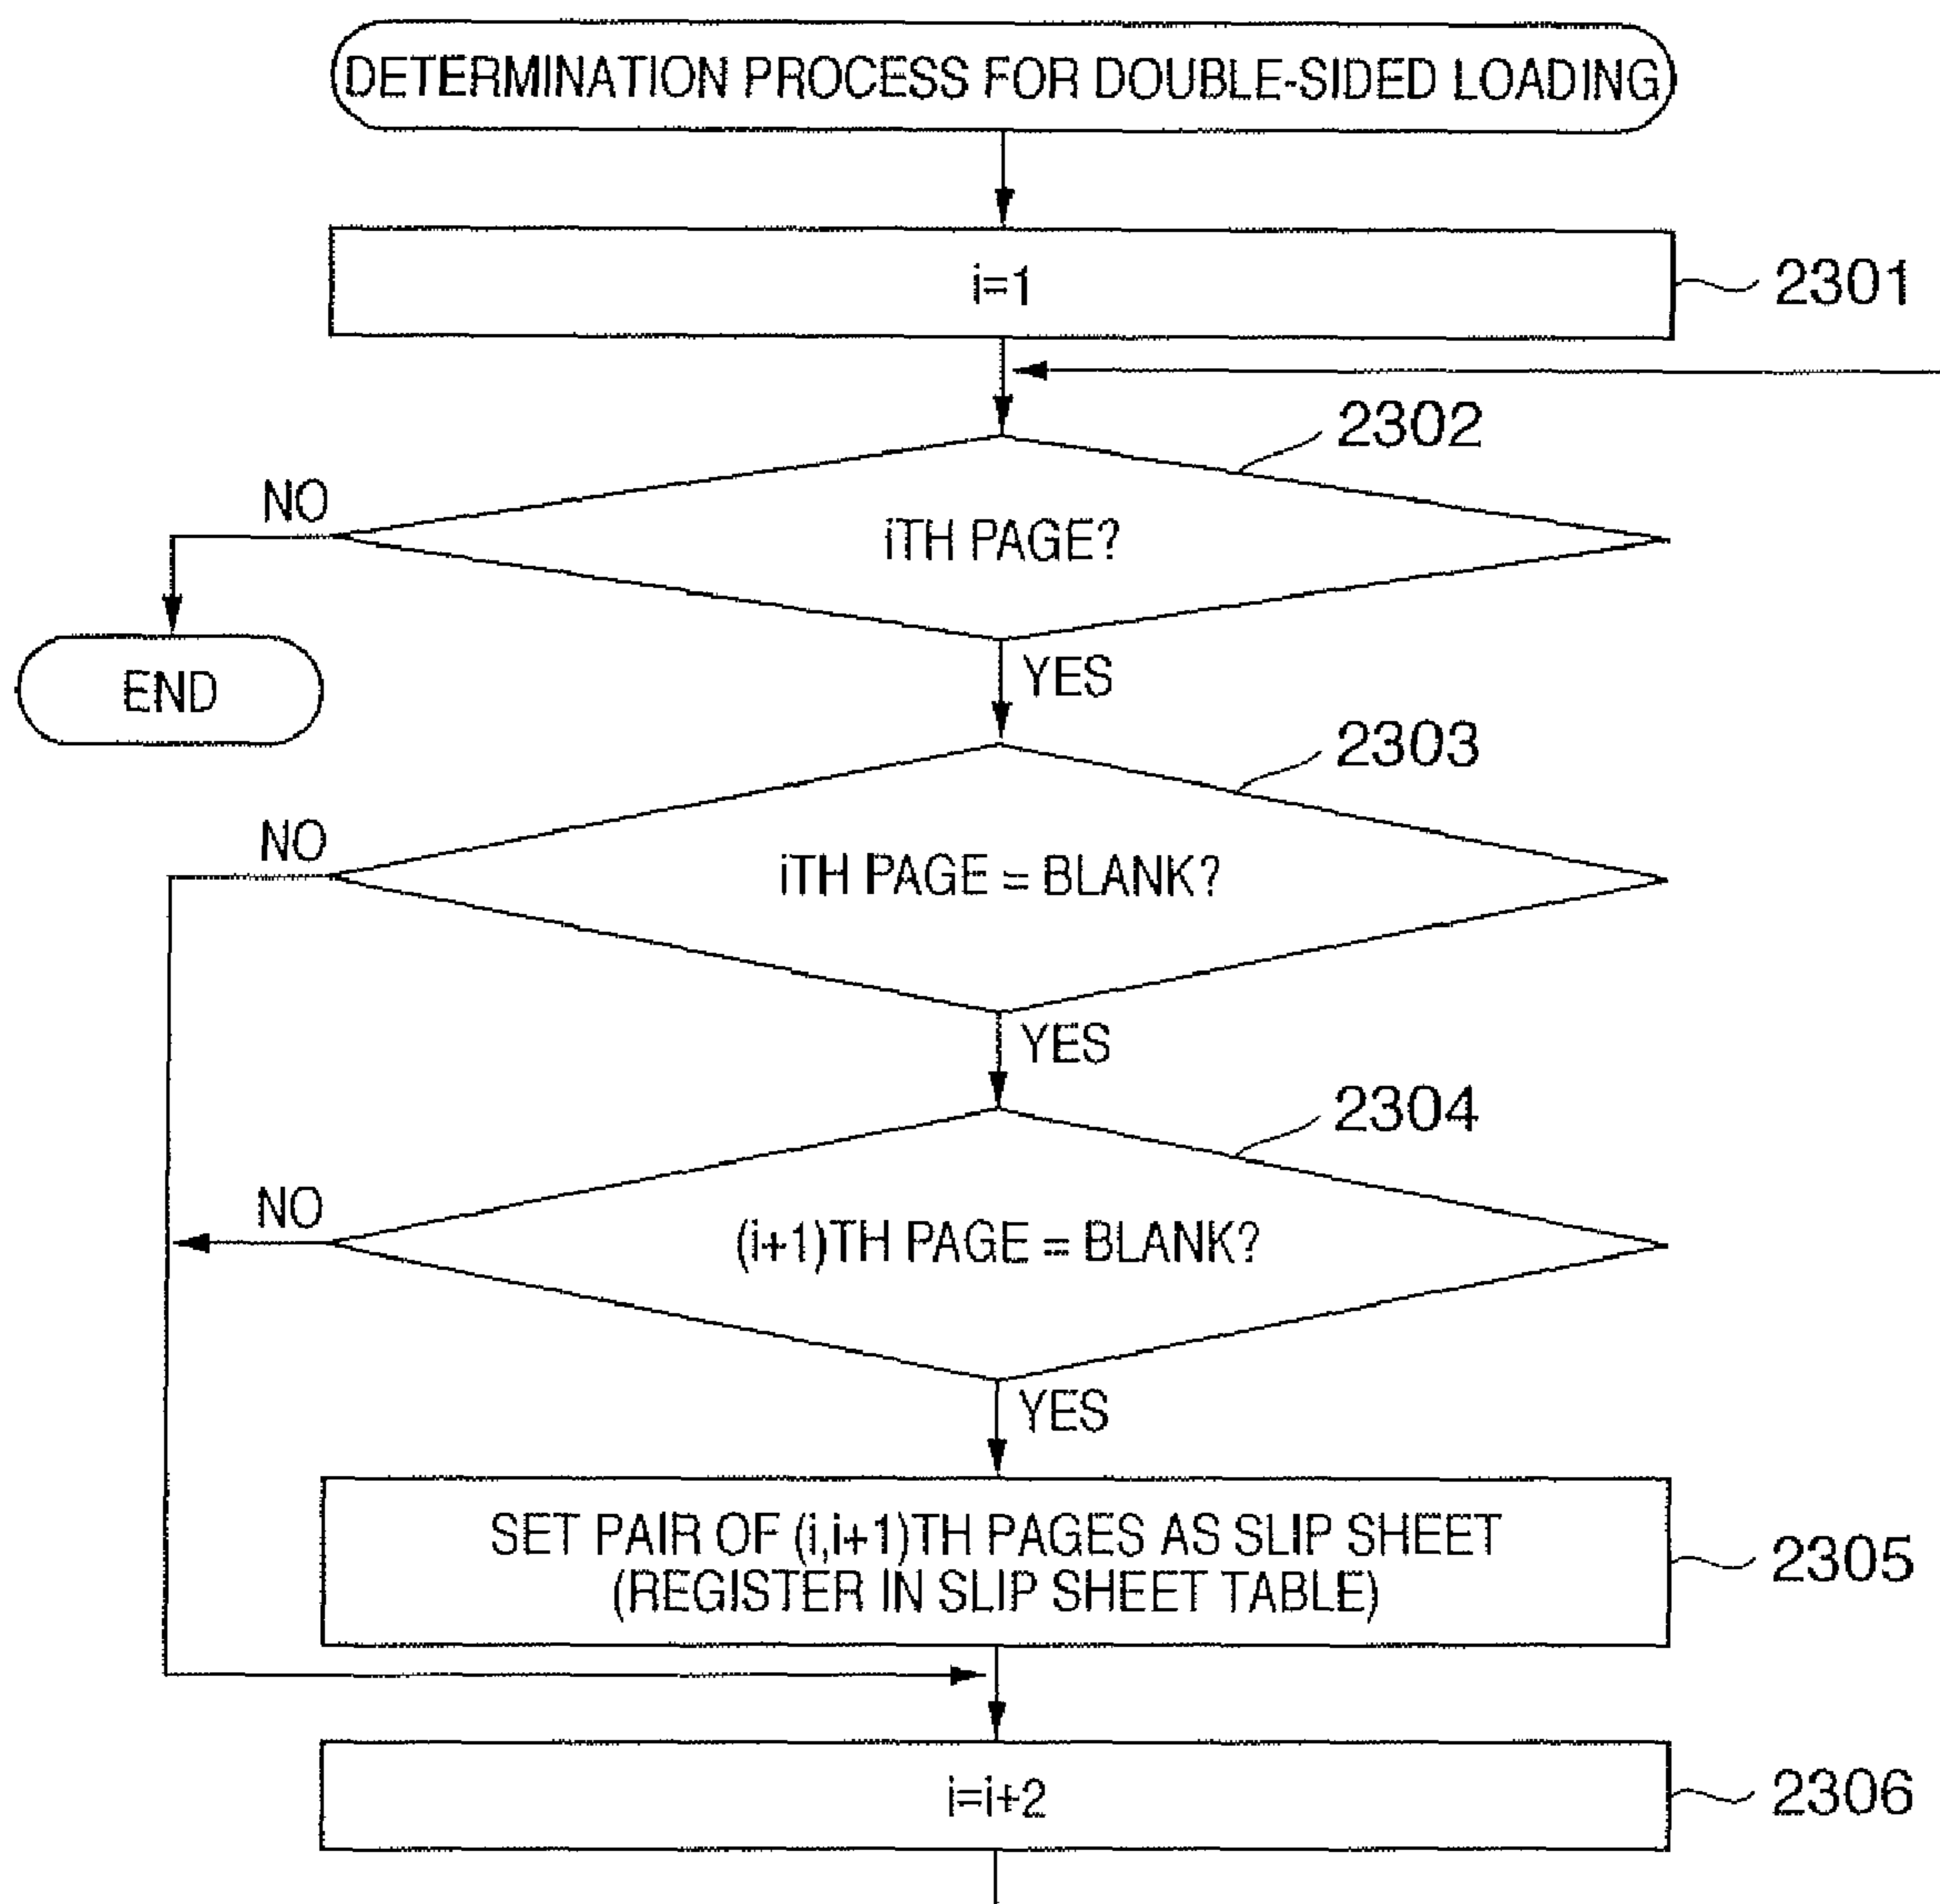 DETERMINATION PROCESS FOR DOUBLE-SIDED LOADING
i=1
2301
2302
NO
iTH PAGE?
END
YES
2303
NO
iTH PAGE = BLANK?
YES
2304
NO
(i+1)TH PAGE = BLANK?
YES
SET PAIR OF (i,i+1)TH PAGES AS SLIP SHEET
(REGISTER IN SLIP SHEET TABLE)
2305
i=i+2
2306